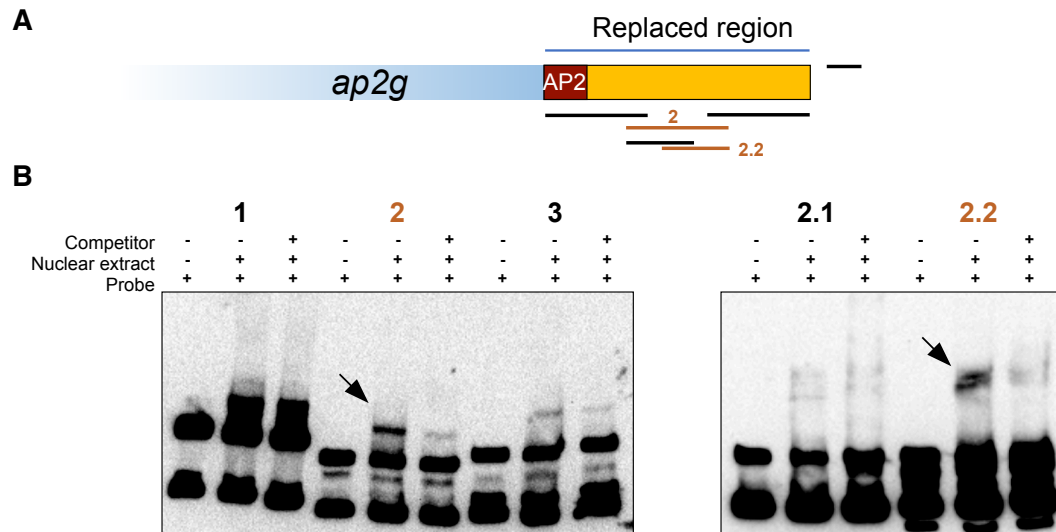 A
Replaced region
ap2g
AP2
2
2.2
B
1 2 3 2.1 2.2
Competitor - - + - - + - - + - - + - - +
Nuclear extract - + + - + + - + + - + + - + +
Probe + + + + + + + + + + + + + + +